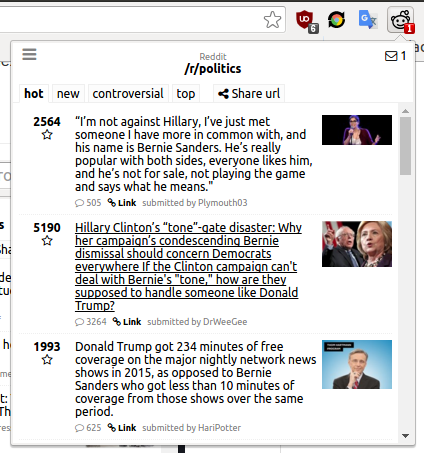 6
1
Reddit
/r/politics
1
hot new controversial top Share url
2564
“I’m not against Hillary, I’ve just met
someone I have more in common with, and
his name is Bernie Sanders. He’s really
popular with both sides, everyone likes him,
and he’s not for sale, not playing the game
and says what he means."
505 Link submitted by Plymouth03
5190
Hillary Clinton’s “tone”-gate disaster: Why
her campaign’s condescending Bernie
dismissal should concern Democrats
everywhere If the Clinton campaign can't
deal with Bernie's "tone," how are they
supposed to handle someone like Donald
Trump?
3264 Link submitted by DrWeeGee
1993
Donald Trump got 234 minutes of free
coverage on the major nightly network news
shows in 2015, as opposed to Bernie
Sanders who got less than 10 minutes of
coverage from those shows over the same
period.
625 Link submitted by HariPotter